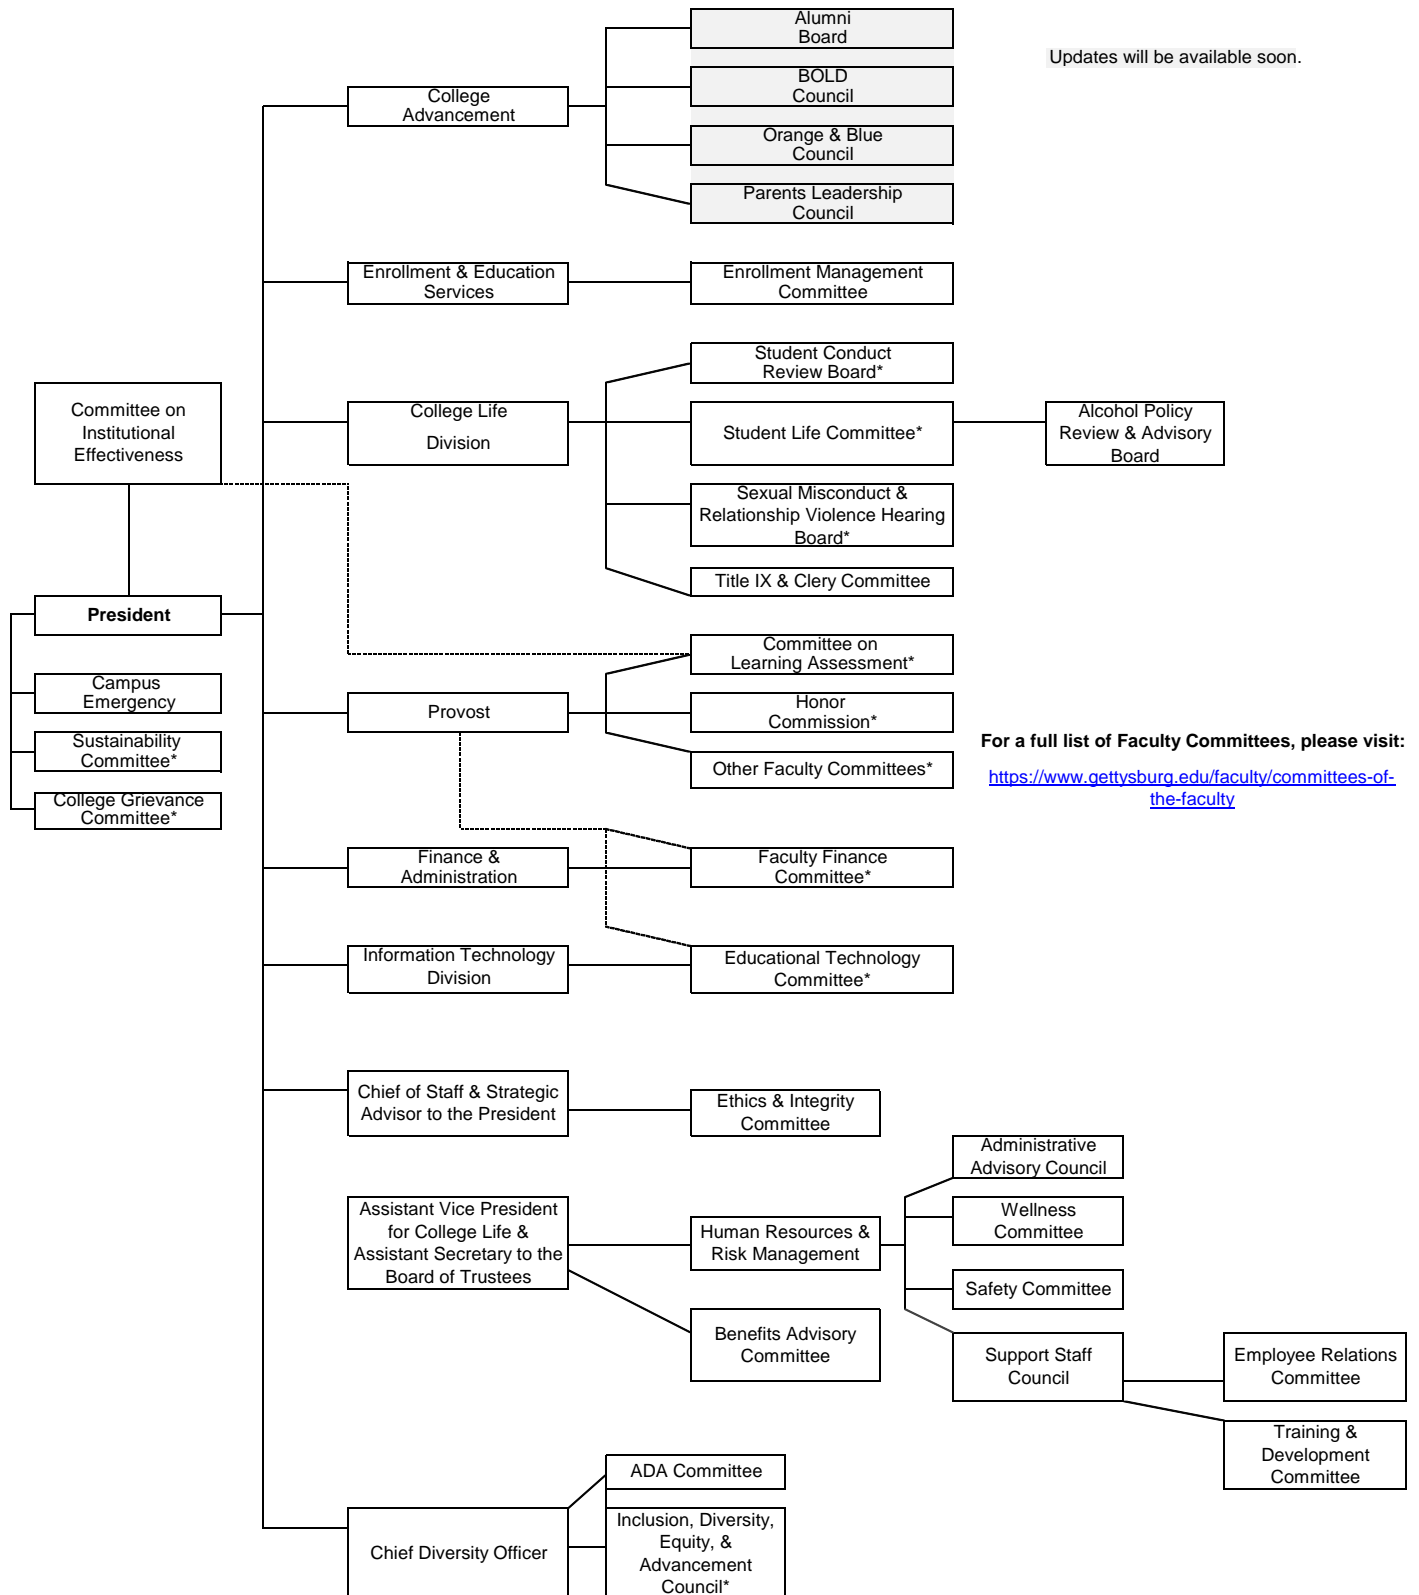 Alumni
Board
Updates will be available soon.
BOLD
Council
College
Advancement
Orange & Blue
Council
Parents Leadership
Council
Enrollment & Education
Services
Enrollment Management
Committee
Student Conduct
Review Board*
Committee on
Institutional
Effectiveness
College Life
Division
Student Life Committee*
Alcohol Policy
Review & Advisory
Board
Sexual Misconduct &
Relationship Violence Hearing
Board*
Title IX & Clery Committee
President
Committee on
Learning Assessment*
Campus
Emergency
Provost
Honor
Commission*
Sustainability
Committee*
For a full list of Faculty Committees, please visit:
https://www.gettysburg.edu/faculty/committees-of-
the-faculty
Other Faculty Committees*
College Grievance
Committee*
Finance &
Administration
Faculty Finance
Committee*
Information Technology
Division
Educational Technology
Committee*
Chief of Staff & Strategic
Advisor to the President
Ethics & Integrity
Committee
Administrative
Advisory Council
Assistant Vice President
for College Life &
Assistant Secretary to the
Board of Trustees
Human Resources &
Risk Management
Wellness
Committee
Safety Committee
Benefits Advisory
Committee
Support Staff
Council
Employee Relations
Committee
Training &
Development
Committee
ADA Committee
Chief Diversity Officer
Inclusion, Diversity,
Equity, &
Advancement
Council*